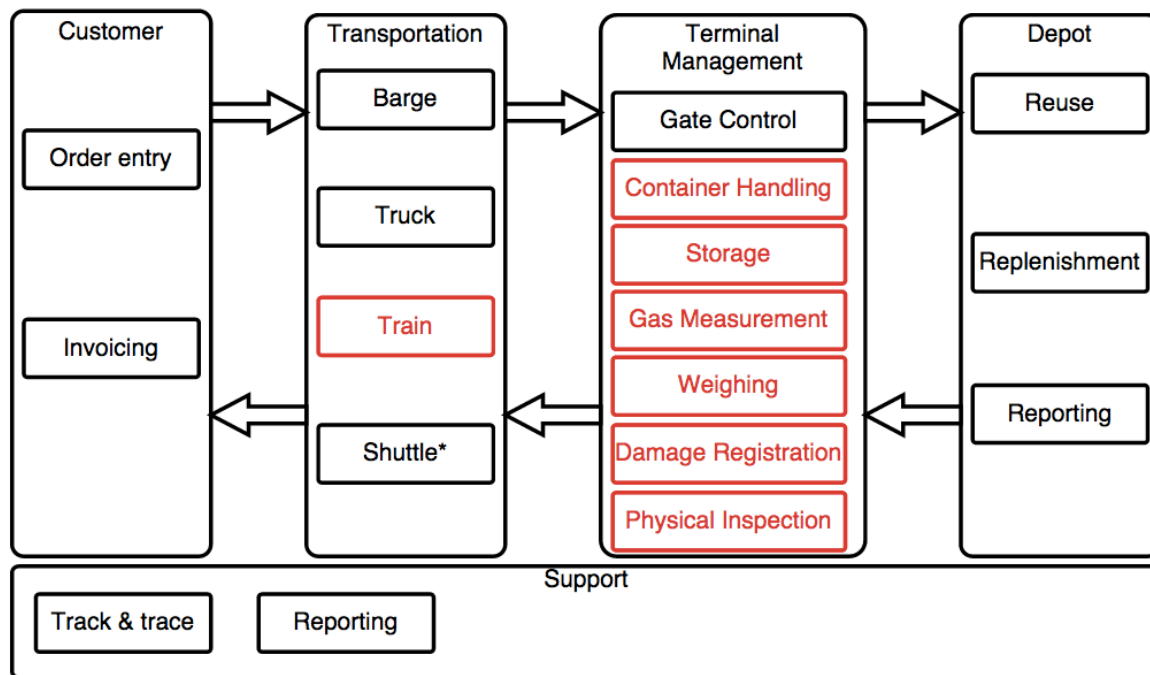 Customer
Order entry
Invoicing
Transportation
Barge
Truck
Train
Shuttle*
Terminal
Management
Gate Control
Container Handling
Storage
Gas Measurement
Weighing
Damage Registration
Physical Inspection
Depot
Reuse
Replenishment
Reporting
Support
Track & trace
Reporting